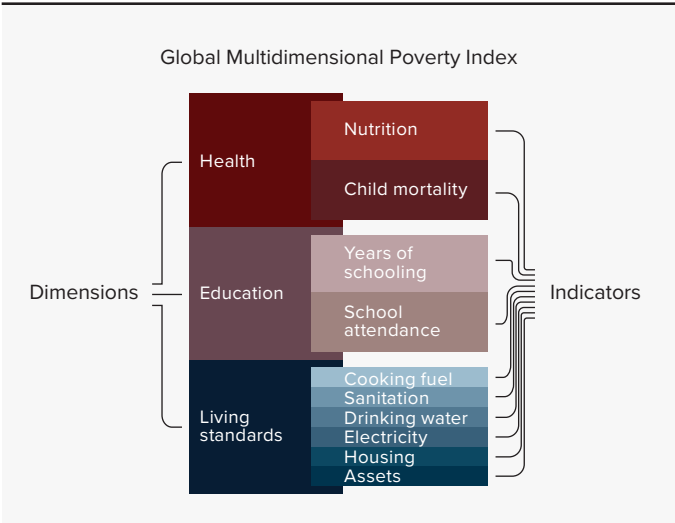 Global Multidimensional Poverty Index
Dimensions
Health
Nutrition
Child mortality
Education
Years of
schooling
School
attendance
Living
standards
Cooking fuel
Sanitation
Drinking water
Electricity
Housing
Assets
Indicators